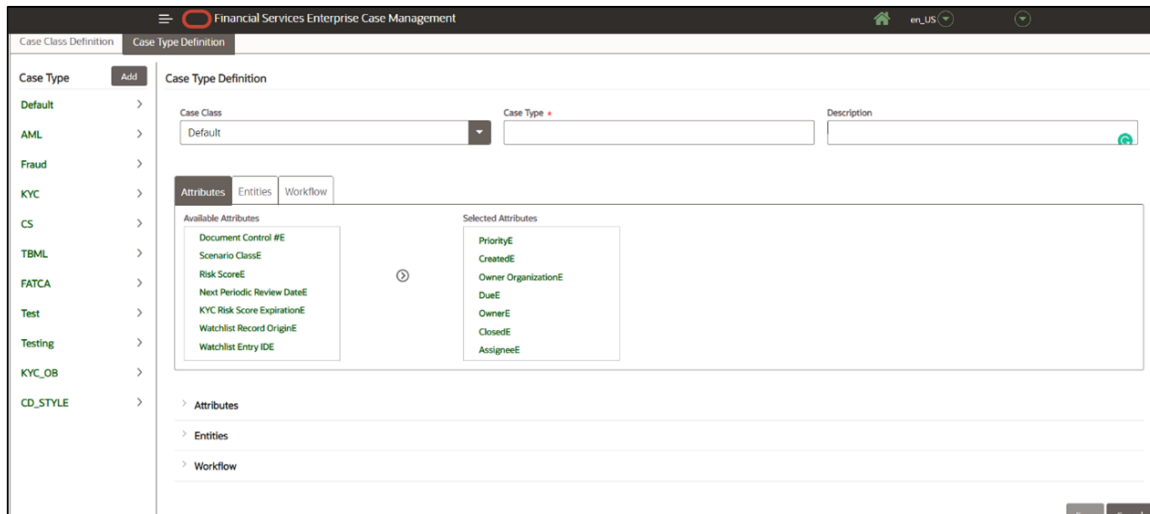 Financial Services Enterprise Case Management
en_US
Case Class Definition
Case Type Definition
Case Type
Add
Default
AML
Fraud
KYC
CS
TBML
FATCA
Test
Testing
KYC_OB
CD_STYLE
Case Type Definition
Case Class
Default
Case Type *
Description
Attributes
Entities
Workflow
Available Attributes
Document Control #E
Scenario ClassE
Risk ScoreE
Next Periodic Review DateE
KYC Risk Score ExpirationE
Watchlist Record OriginE
Watchlist Entry IDE
Selected Attributes
PriorityE
CreatedE
Owner OrganizationE
DueE
OwnerE
ClosedE
AssigneeE
Attributes
Entities
Workflow